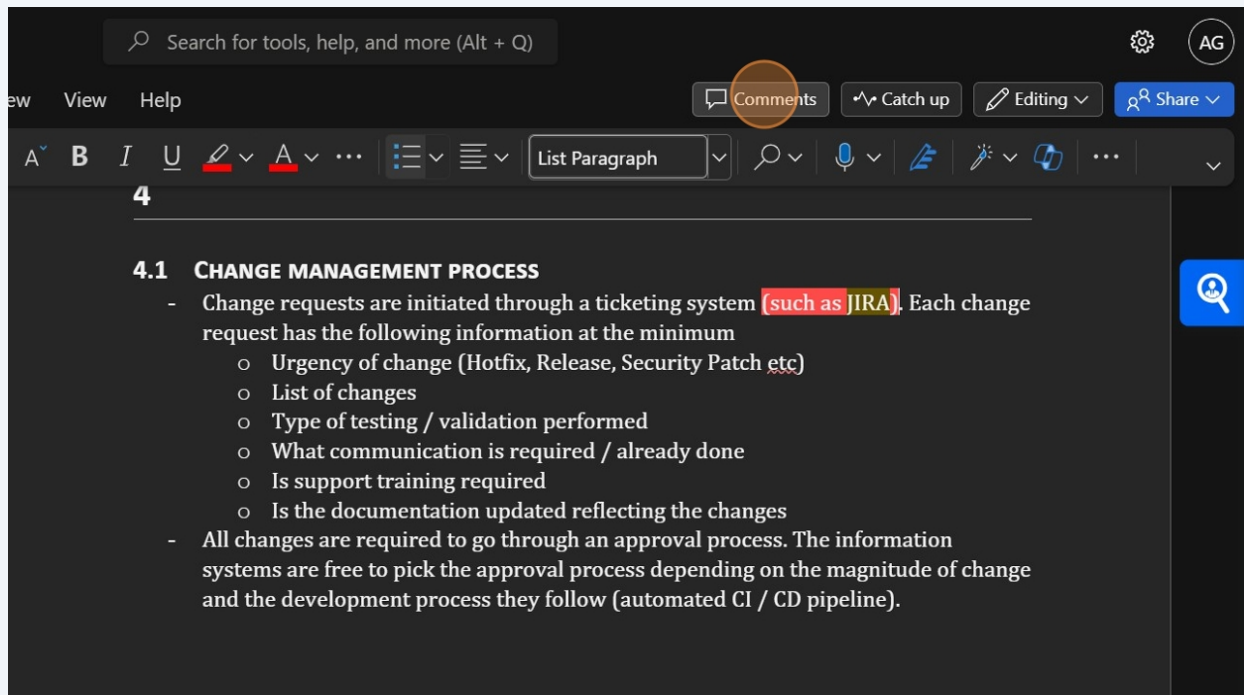 Search for tools, help, and more (Alt + Q)
AG
ew View Help
Comments Catch up Editing Share
A B I U A ... List Paragraph ...
4
4.1 CHANGE MANAGEMENT PROCESS
- Change requests are initiated through a ticketing system (such as JIRA). Each change
request has the following information at the minimum
o Urgency of change (Hotfix, Release, Security Patch etc)
o List of changes
o Type of testing / validation performed
o What communication is required / already done
o Is support training required
o Is the documentation updated reflecting the changes
- All changes are required to go through an approval process. The information
systems are free to pick the approval process depending on the magnitude of change
and the development process they follow (automated CI / CD pipeline).